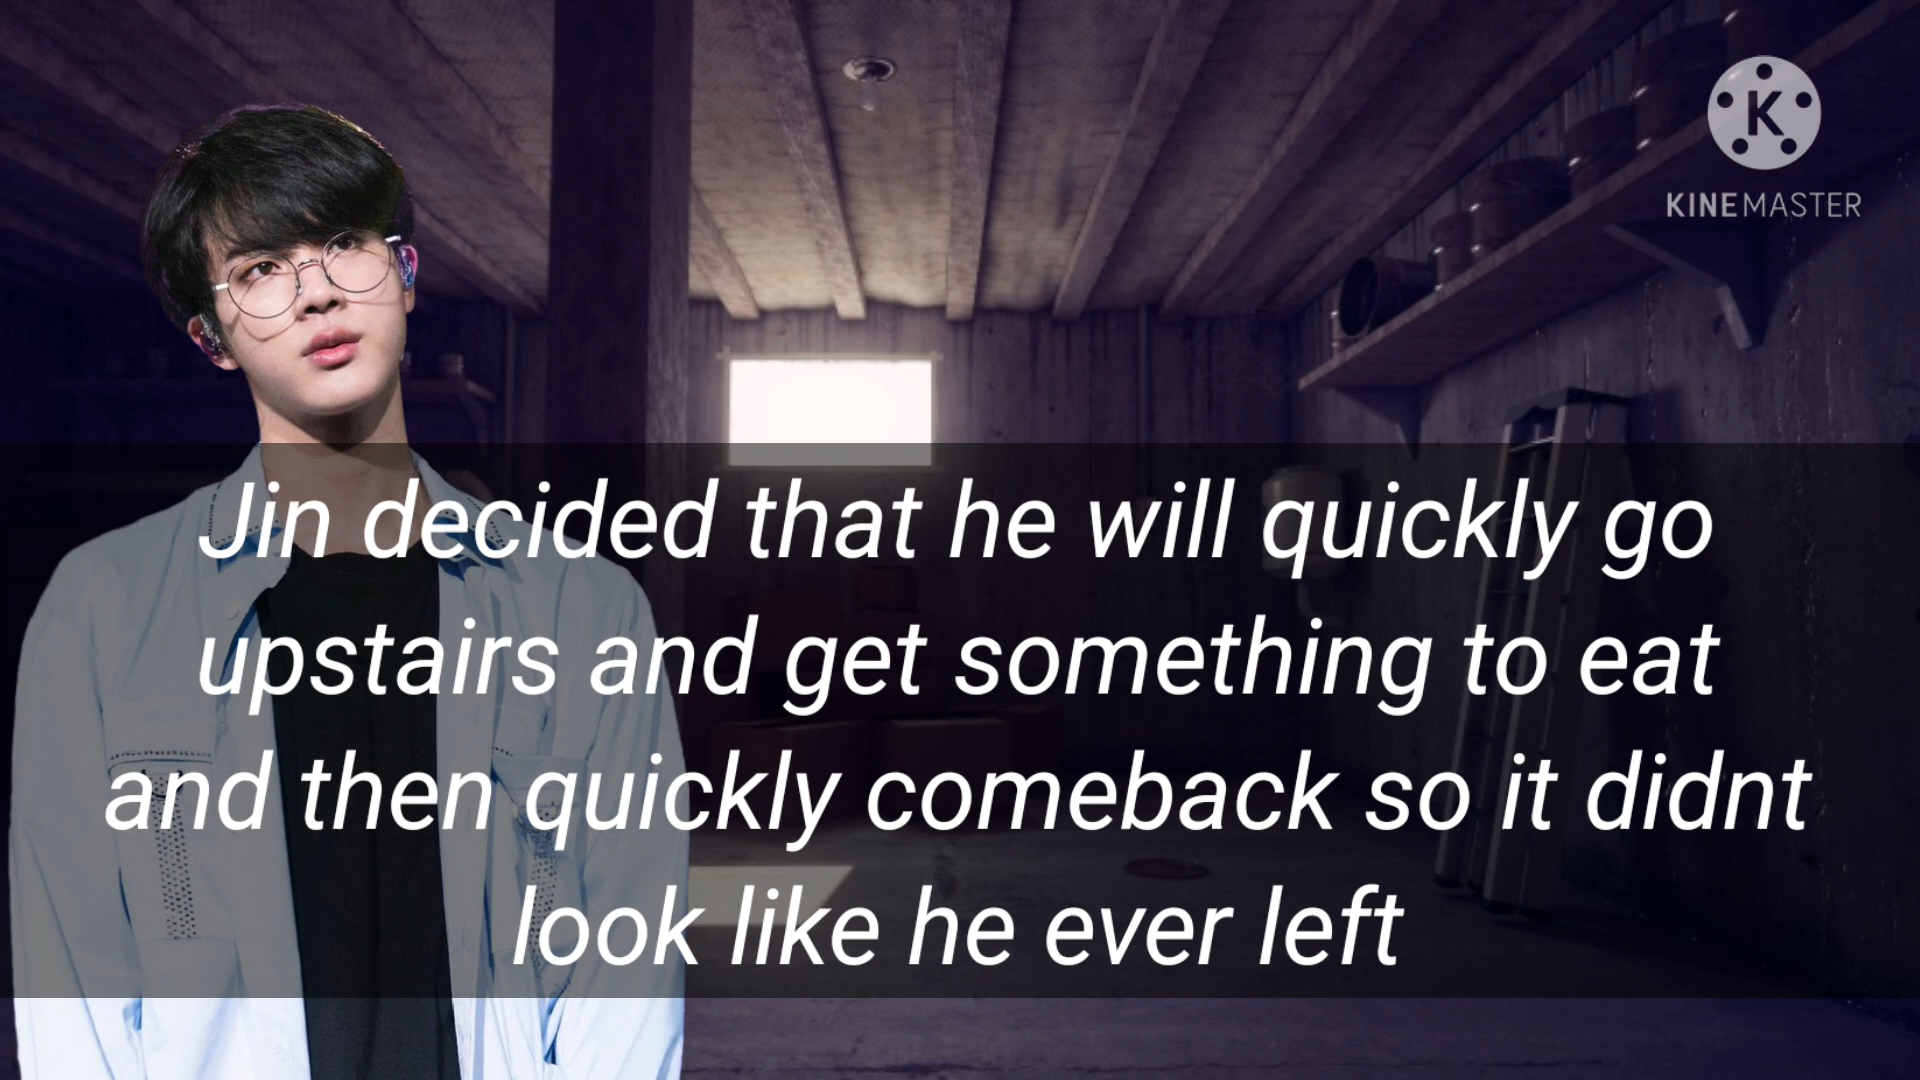 K
KINEMASTER
Jin decided that he will quickly go
upstairs and get something to eat
and then quickly comeback so it didnt
look like he ever left